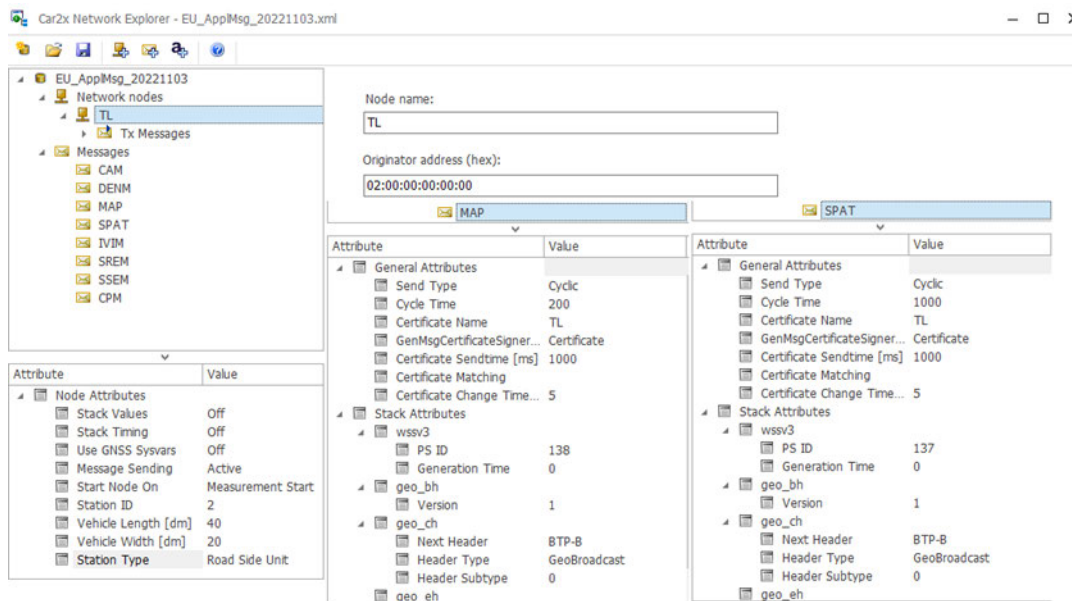 Car2x Network Explorer - EU_ApplMsg_20221103.xml
EU_ApplMsg_20221103
Network nodes
TL
Tx Messages
Messages
CAM
DENM
MAP
SPAT
IVIM
SREM
SSEM
CPM
Node name:
TL
Originator address (hex):
02:00:00:00:00:00
Attribute Value
Node Attributes
Stack Values Off
Stack Timing Off
Use GNSS Sysvars Off
Message Sending Active
Start Node On Measurement Start
Station ID 2
Vehicle Length [dm] 40
Vehicle Width [dm] 20
Station Type Road Side Unit
MAP
Attribute Value
General Attributes
Send Type Cyclic
Cycle Time 200
Certificate Name TL
GenMsgCertificateSigner... Certificate
Certificate Sendtime [ms] 1000
Certificate Matching
Certificate Change Time... 5
Stack Attributes
wssv3
PS ID 138
Generation Time 0
geo_bh
Version 1
geo_ch
Next Header BTP-B
Header Type GeoBroadcast
Header Subtype 0
geo_eh
SPAT
Attribute Value
General Attributes
Send Type Cyclic
Cycle Time 1000
Certificate Name TL
GenMsgCertificateSigner... Certificate
Certificate Sendtime [ms] 1000
Certificate Matching
Certificate Change Time... 5
Stack Attributes
wssv3
PS ID 137
Generation Time 0
geo_bh
Version 1
geo_ch
Next Header BTP-B
Header Type GeoBroadcast
Header Subtype 0
geo_eh